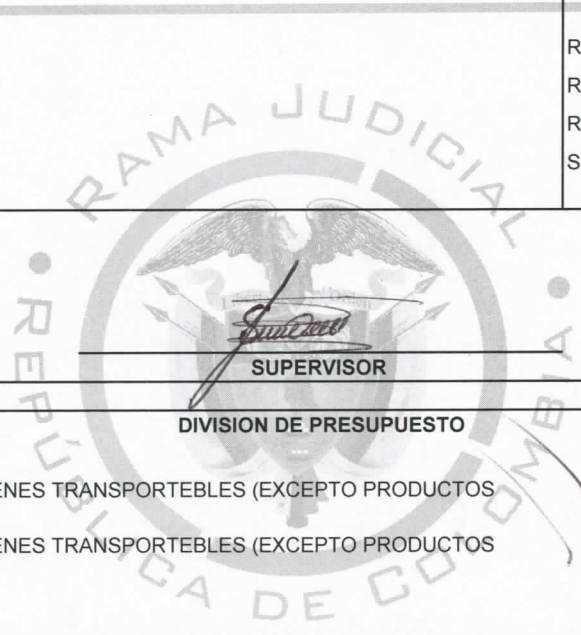 R
R
R
S
RAMA JUDICIAL
REPÚBLICA DE COLOMBIA
SUPERVISOR
DIVISION DE PRESUPUESTO
ENES TRANSPORTEBLES (EXCEPTO PRODUCTOS
ENES TRANSPORTEBLES (EXCEPTO PRODUCTOS